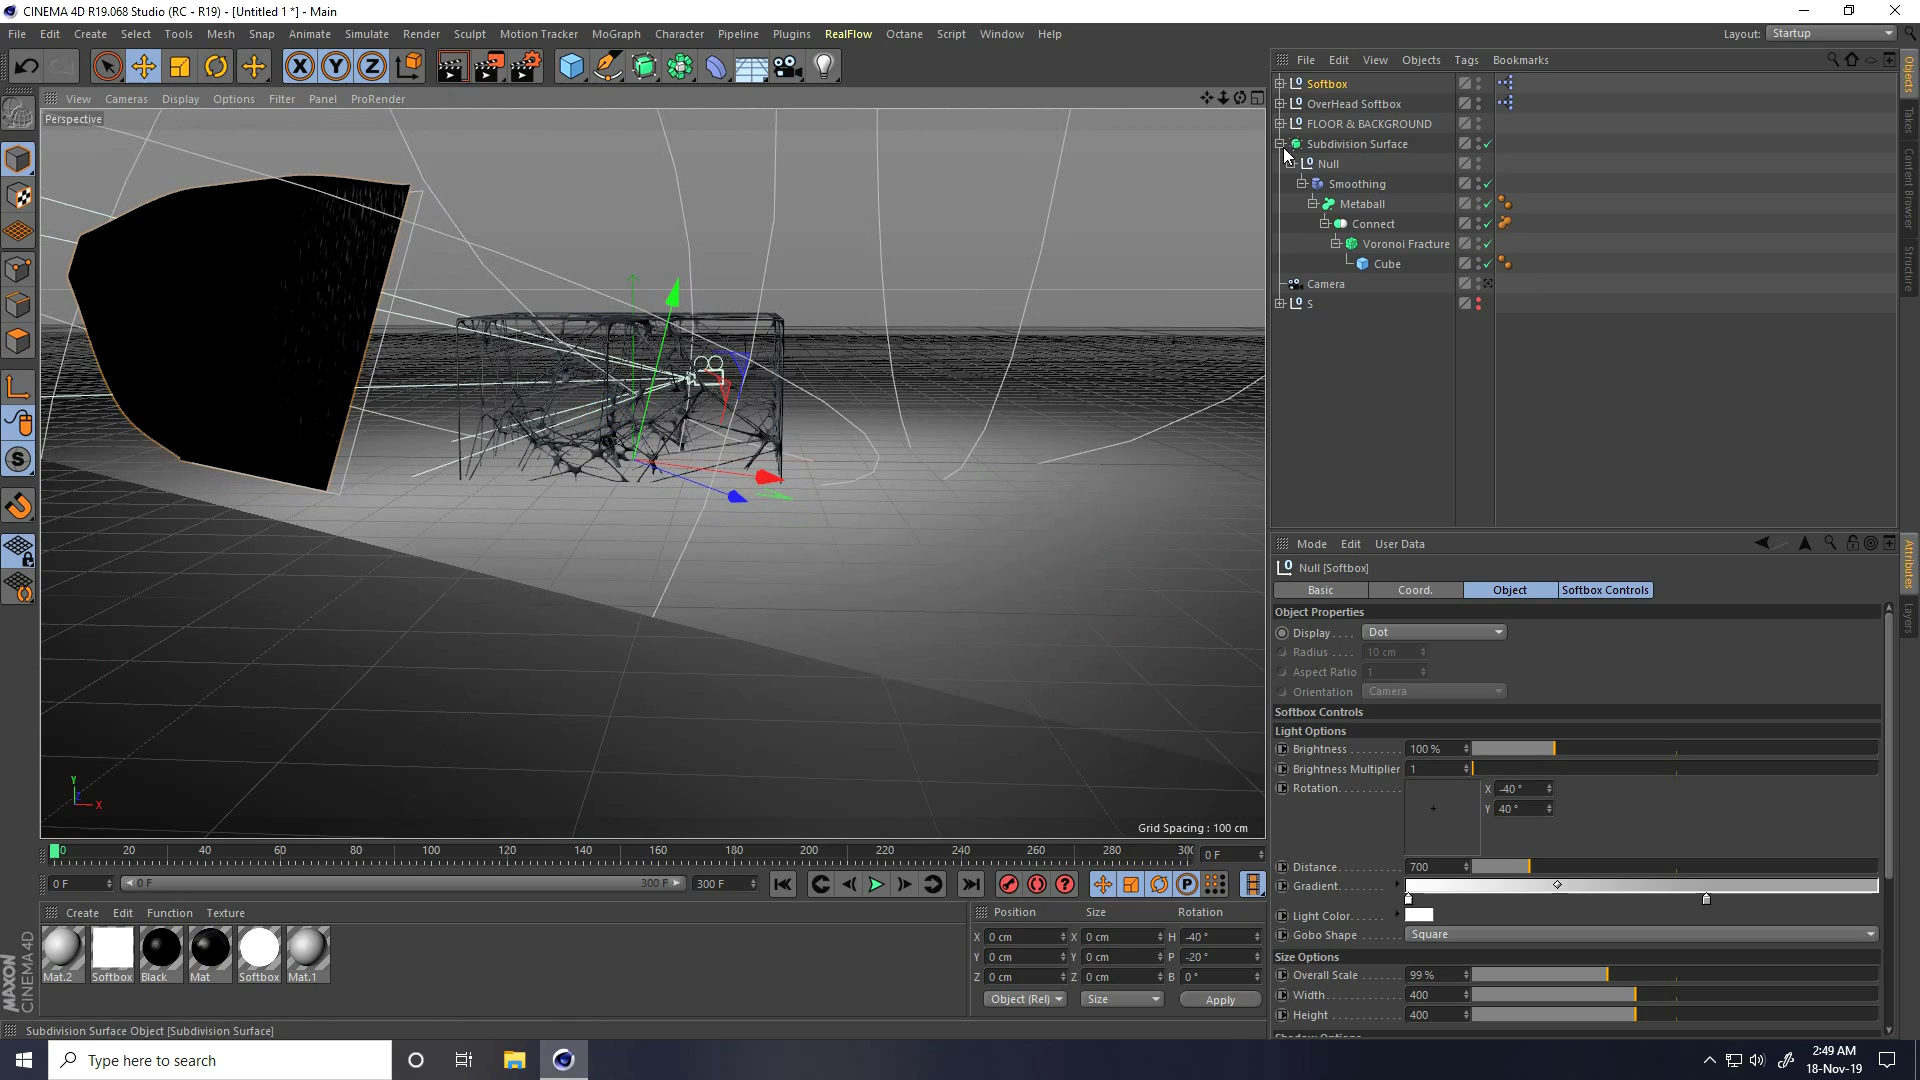 CINEMA 4D R19.068 Studio (RC - R19) - [Untitled 1 *] - Main
File Edit Create Select Tools Mesh Snap Animate Simulate Render Sculpt Motion Tracker MoGraph Character Pipeline Plugins RealFlow Octane Script Window Help
Layout: Startup
View Cameras Display Options Filter Panel ProRender
Perspective
Grid Spacing : 100 cm
Y
Z
X
File Edit View Objects Tags Bookmarks
Softbox
OverHead Softbox
FLOOR & BACKGROUND
Subdivision Surface
Null
Smoothing
Metaball
Connect
Voronoi Fracture
Cube
Camera
S
Objects
Takes
Content Browser
Structure
Mode Edit User Data
Null [Softbox]
Basic Coord. Object Softbox Controls
Object Properties
Display.... Dot
Radius .... 10 cm
Aspect Ratio 1
Orientation Camera
Softbox Controls
Light Options
Brightness ......... 100 %
Brightness Multiplier 1
Rotation........... X -40 °
Y 40 °
Distance........... 700
Gradient..........
Light Color......
Gobo Shape ....... Square
Size Options
Overall Scale ...... 99 %
Width............. 400
Height ............ 400
Attributes
Layers
0 20 40 60 80 100 120 140 160 180 200 220 240 260 280 300
0 F
0 F 0 F 300 F 300 F
Create Edit Function Texture
Mat.2 Softbox Black Mat Softbox Mat.1
Position Size Rotation
X 0 cm X 0 cm H -40 °
Y 0 cm Y 0 cm P -20 °
Z 0 cm Z 0 cm B 0 °
Object (Rel) Size Apply
MAXON
CINEMA 4D
Subdivision Surface Object [Subdivision Surface]
Type here to search
2:49 AM
18-Nov-19